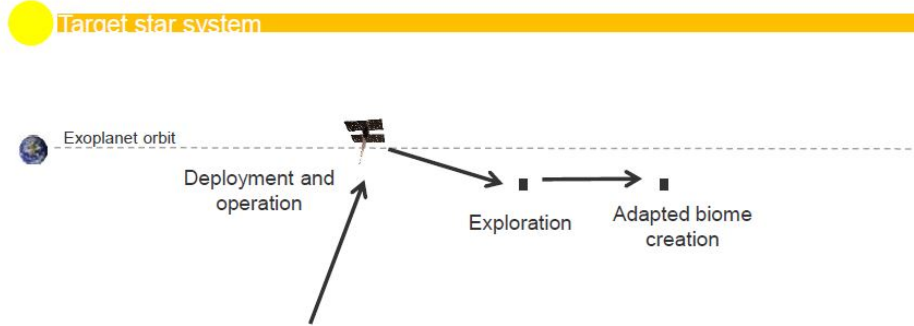 Target star system
Exoplanet orbit
Deployment and
operation
Exploration
Adapted biome
creation